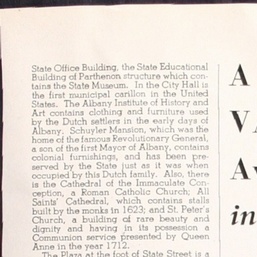 State Office Building, the State Educational
Building of Parthenon structure which con-
tains the State Museum. In the City Hall is
the first municipal carillon in the United
States. The Albany Institute of History and
Art contains clothing and furniture used
by the Dutch settlers in the early days of
Albany. Schuyler Mansion, which was the
home of the famous Revolutionary General,
a son of the first Mayor of Albany, contains
colonial furnishings, and has been pre-
served by the State just as it was when
occupied by this Dutch family. Also, there
is the Cathedral of the Immaculate Con-
ception, a Roman Catholic Church; All
Saints' Cathedral, which contains stalls
built by the monks in 1623; and St. Peter's
Church, a building of rare beauty and
dignity and having in its possession a
Communion service presented by Queen
Anne in the year 1712.
The Plaza at the foot of State Street is a
A
VA
in